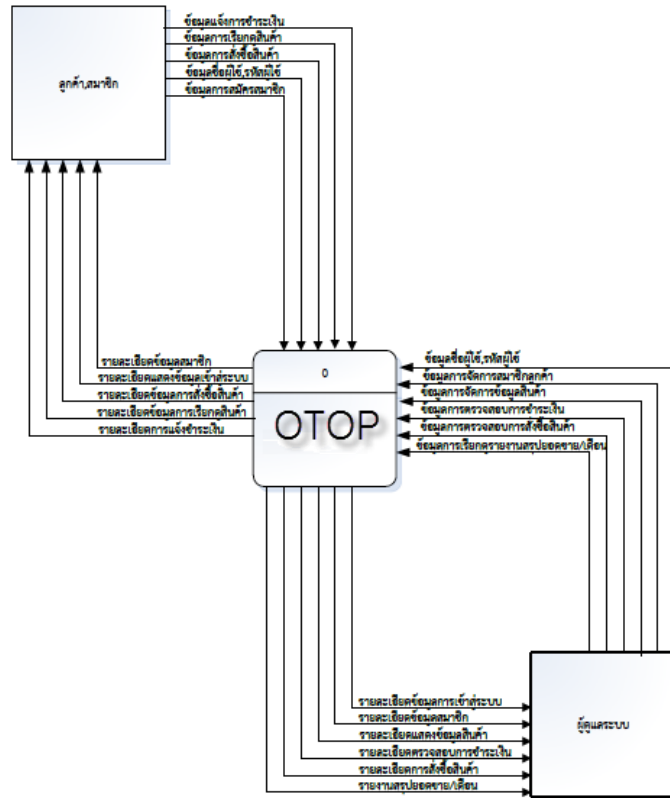 ข้อมูลแจ้งการชำระเงิน
ข้อมูลการเรียกดูสินค้า
ข้อมูลการสั่งซื้อสินค้า
ข้อมูลชื่อผู้ใช้,รหัสผู้ใช้
ข้อมูลการสมัครสมาชิก
ลูกค้า,สมาชิก
รายละเอียดข้อมูลสมาชิก
รายละเอียดแสดงข้อมูลเข้าสู่ระบบ
รายละเอียดข้อมูลการสั่งซื้อสินค้า
รายละเอียดข้อมูลการเรียกดูสินค้า
รายละเอียดการแจ้งชำระเงิน
0
OTOP
ข้อมูลชื่อผู้ใช้,รหัสผู้ใช้
ข้อมูลการจัดการสมาชิกลูกค้า
ข้อมูลการจัดการข้อมูลสินค้า
ข้อมูลการตรวจสอบการชำระเงิน
ข้อมูลการตรวจสอบการสั่งซื้อสินค้า
ข้อมูลการเรียกดูรายงานสรุปยอดขาย/เดือน
รายละเอียดข้อมูลการเข้าสู่ระบบ
รายละเอียดข้อมูลสมาชิก
รายละเอียดแสดงข้อมูลสินค้า
รายละเอียดตรวจสอบการชำระเงิน
รายละเอียดการสั่งซื้อสินค้า
รายงานสรุปยอดขาย/เดือน
ผู้ดูแลระบบ